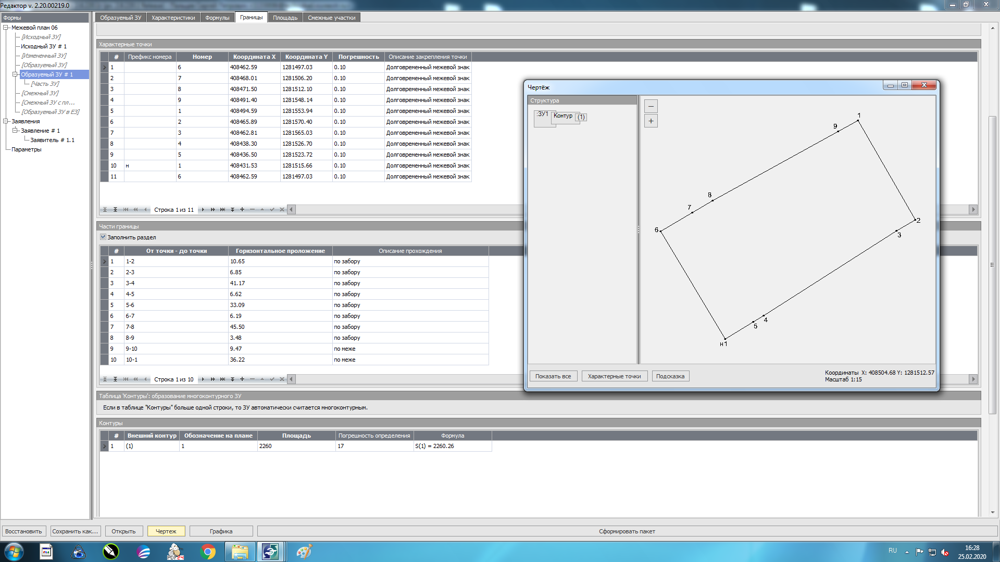 Редактор v. 2.20.00219.0
Формы
Межевой план 06
[Исходный ЗУ]
Исходный ЗУ # 1
[Измененный ЗУ]
[Образуемый ЗУ]
Образуемый ЗУ # 1
[Часть ЗУ]
[Смежный ЗУ]
[Смежный ЗУ с пл...
[Образуемый ЗУ в ЕЗ]
Заявления
Заявление # 1
Заявитель # 1.1
Параметры
Образуемый ЗУ Характеристики Формулы Границы Площадь Смежные участки
Характерные точки
# Префикс номера Номер Координата X Координата Y Погрешность Описание закрепления точки
1 6 408462.59 1281497.03 0.10 Долговременный межевой знак
2 7 408468.01 1281506.20 0.10 Долговременный межевой знак
3 8 408471.50 1281512.10 0.10 Долговременный межевой знак
4 9 408491.40 1281548.14 0.10 Долговременный межевой знак
5 1 408494.59 1281553.94 0.10 Долговременный межевой знак
6 2 408465.89 1281570.40 0.10 Долговременный межевой знак
7 3 408462.81 1281565.03 0.10 Долговременный межевой знак
8 4 408438.30 1281526.70 0.10 Долговременный межевой знак
9 5 408436.50 1281523.72 0.10 Долговременный межевой знак
10 н 1 408431.53 1281515.66 0.10 Долговременный межевой знак
11 6 408462.59 1281497.03 0.10 Долговременный межевой знак
Строка 1 из 11
Части границы
Заполнить раздел
# От точки - до точки Горизонтальное проложение Описание прохождения
1 1-2 10.65 по забору
2 2-3 6.85 по забору
3 3-4 41.17 по забору
4 4-5 6.62 по забору
5 5-6 33.09 по забору
6 6-7 6.19 по забору
7 7-8 45.50 по забору
8 8-9 3.48 по забору
9 9-10 9.47 по меже
10 10-1 36.22 по меже
Строка 1 из 10
Таблица 'Контуры': образование многоконтурного ЗУ
Если в таблице "Контуры" больше одной строки, то ЗУ автоматически считается многоконтурным.
Контуры
# Внешний контур Обозначение на плане Площадь Погрешность определения Формула
1 (1) 1 2260 17 S(1) = 2260.26
Чертёж
Структура
:ЗУ1 Контур (1)
1
9
8
7
6
2
3
4
5
н1
Показать все Характерные точки Подсказка
Координаты X: 408504.68 Y: 1281512.57
Масштаб 1:15
Восстановить Сохранить как... Открыть Чертеж Графика Сформировать пакет
PDF24
RU
16:28
25.02.2020